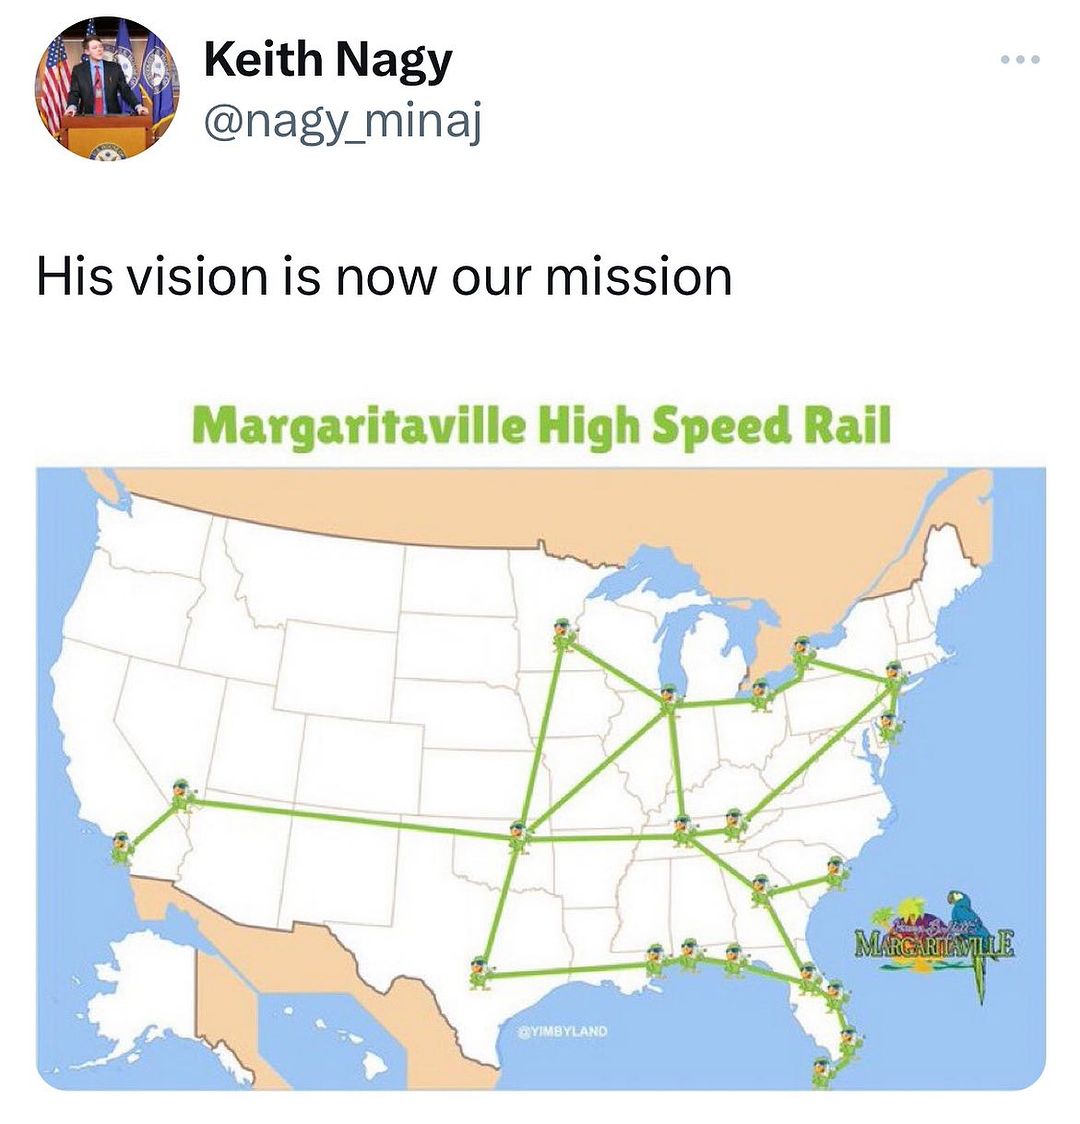 Keith Nagy
@nagy_minaj
His vision is now our mission
Margaritaville High Speed Rail
MARGARITAVILLE
@YIMBYLAND